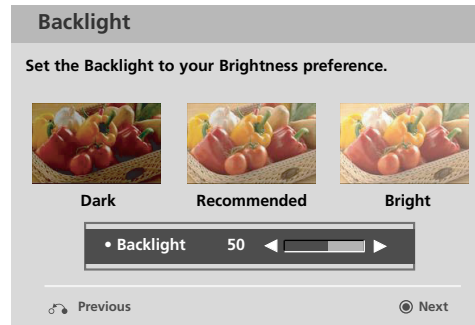 Backlight
Set the Backlight to your Brightness preference.
Dark Recommended Bright
• Backlight 50
Previous Next